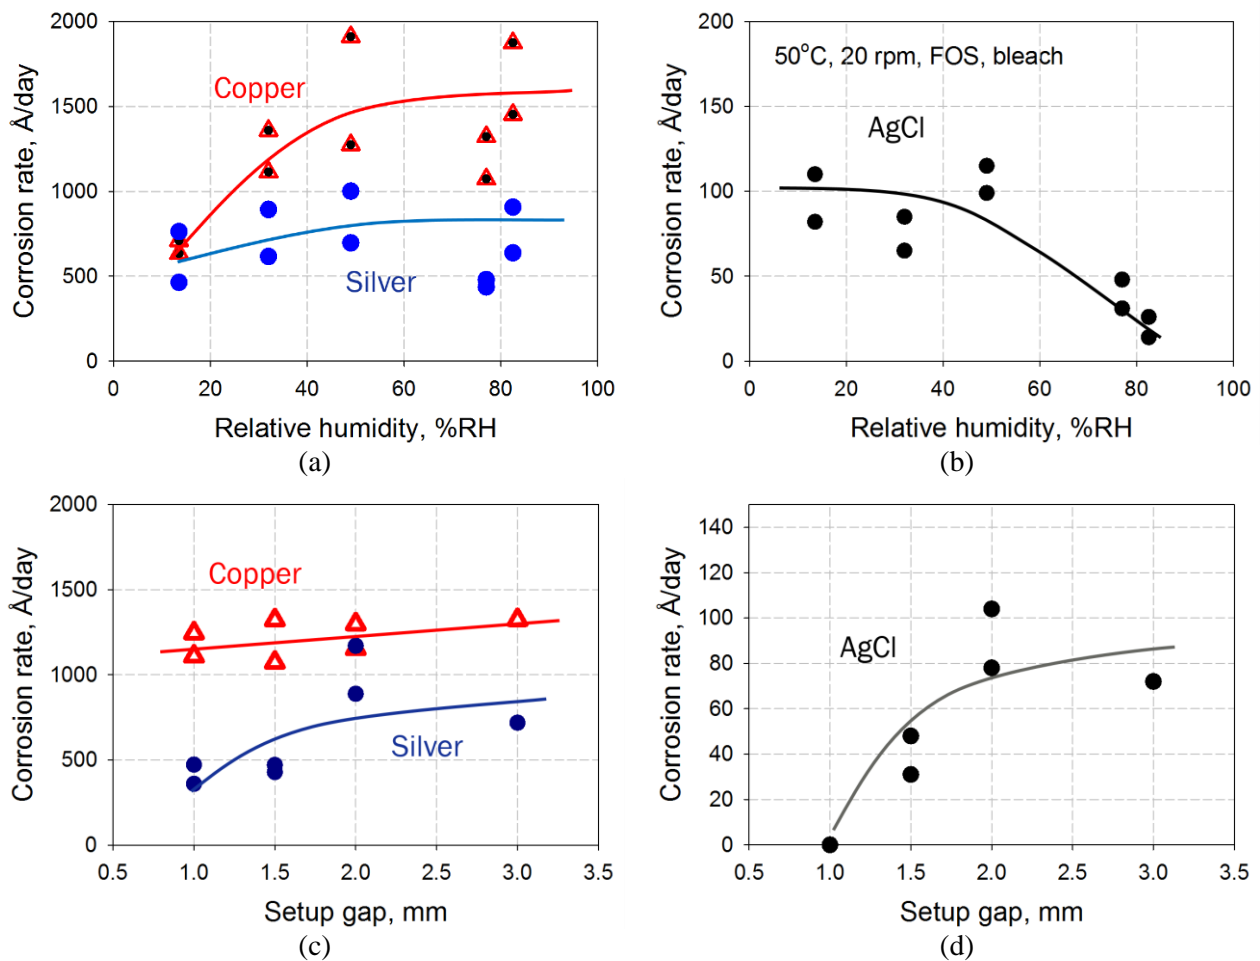 2000
1500
1000
500
0
0 20 40 60 80 100
Corrosion rate, Å/day
Copper
Silver
Relative humidity, %RH
(a)
200
150
100
50
0
0 20 40 60 80 100
Corrosion rate, Å/day
50°C, 20 rpm, FOS, bleach
AgCl
Relative humidity, %RH
(b)
2000
1500
1000
500
0
0.5 1.0 1.5 2.0 2.5 3.0 3.5
Corrosion rate, Å/day
Copper
Silver
Setup gap, mm
(c)
140
120
100
80
60
40
20
0
0.5 1.0 1.5 2.0 2.5 3.0 3.5
Corrosion rate, Å/day
AgCl
Setup gap, mm
(d)